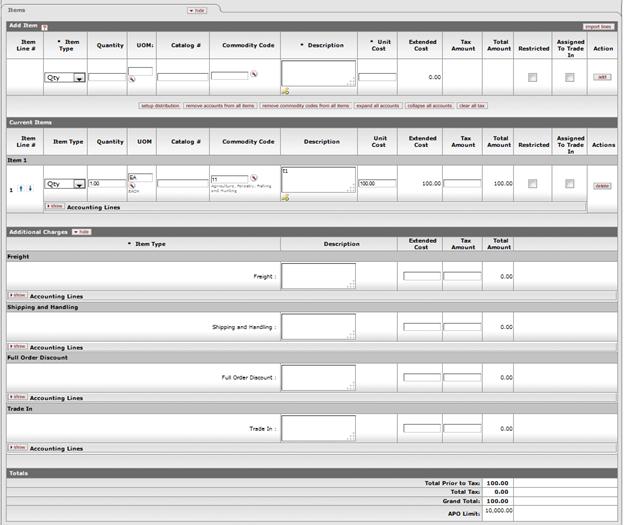 Items hide
Add Item ? import lines
Item Line # * Item Type Quantity UOM: Catalog # Commodity Code * Description * Unit Cost Extended Cost Tax Amount Total Amount Restricted Assigned To Trade In Action
Qty 0.00 add
setup distribution remove accounts from all items remove commodity codes from all items expand all accounts collapse all accounts clear all tax
Current Items
Item Line # Item Type Quantity UOM Catalog # Commodity Code Description Unit Cost Extended Cost Tax Amount Total Amount Restricted Assigned To Trade In Actions
Item 1
1 Qty 1.00 EA EACH 11 Agriculture, Forestry, Fishing and Hunting t1 100.00 100.00 100.00 delete
show Accounting Lines
Additional Charges hide
* Item Type Description Extended Cost Tax Amount Total Amount
Freight
Freight : 0.00
show Accounting Lines
Shipping and Handling
Shipping and Handling : 0.00
show Accounting Lines
Full Order Discount
Full Order Discount : 0.00
show Accounting Lines
Trade In
Trade In : 0.00
show Accounting Lines
Totals
Total Prior to Tax: 100.00
Total Tax: 0.00
Grand Total: 100.00
APO Limit: 10,000.00